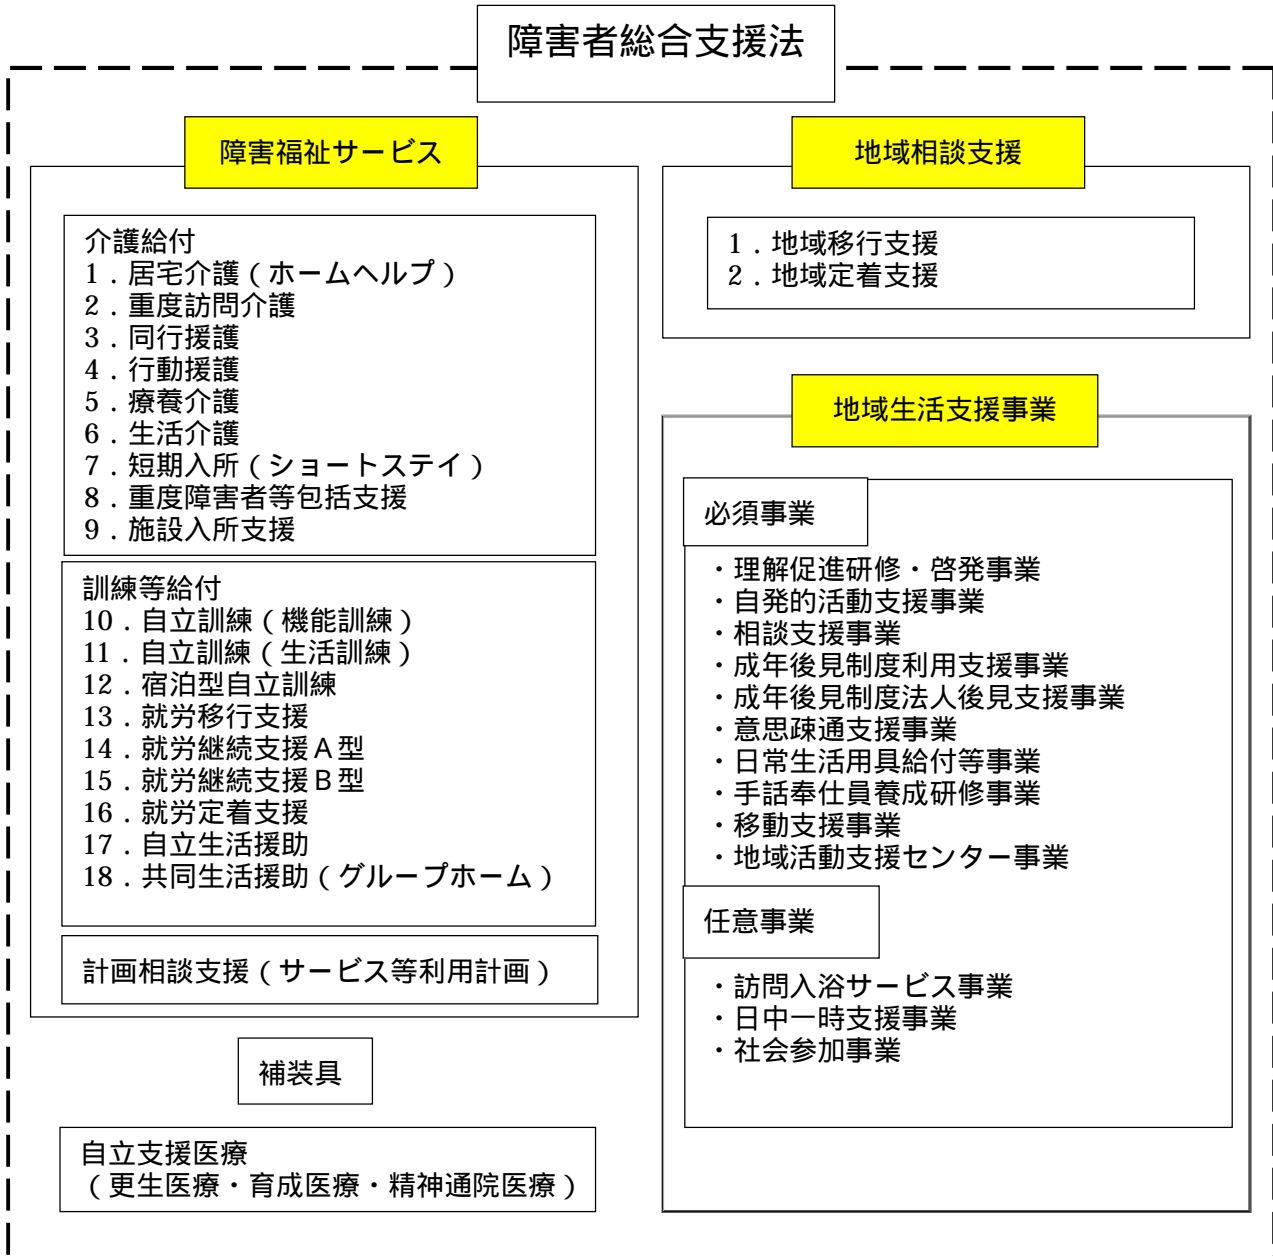 障害者総合支援法
障害福祉サービス
介護給付
1．居宅介護（ホームヘルプ）
2．重度訪問介護
3．同行援護
4．行動援護
5．療養介護
6．生活介護
7．短期入所（ショートステイ）
8．重度障害者等包括支援
9．施設入所支援
訓練等給付
10．自立訓練（機能訓練）
11．自立訓練（生活訓練）
12．宿泊型自立訓練
13．就労移行支援
14．就労継続支援Ａ型
15．就労継続支援Ｂ型
16．就労定着支援
17．自立生活援助
18．共同生活援助（グループホーム）
計画相談支援（サービス等利用計画）
補装具
自立支援医療
（更生医療・育成医療・精神通院医療）
地域相談支援
1．地域移行支援
2．地域定着支援
地域生活支援事業
必須事業
・理解促進研修・啓発事業
・自発的活動支援事業
・相談支援事業
・成年後見制度利用支援事業
・成年後見制度法人後見支援事業
・意思疎通支援事業
・日常生活用具給付等事業
・手話奉仕員養成研修事業
・移動支援事業
・地域活動支援センター事業
任意事業
・訪問入浴サービス事業
・日中一時支援事業
・社会参加事業